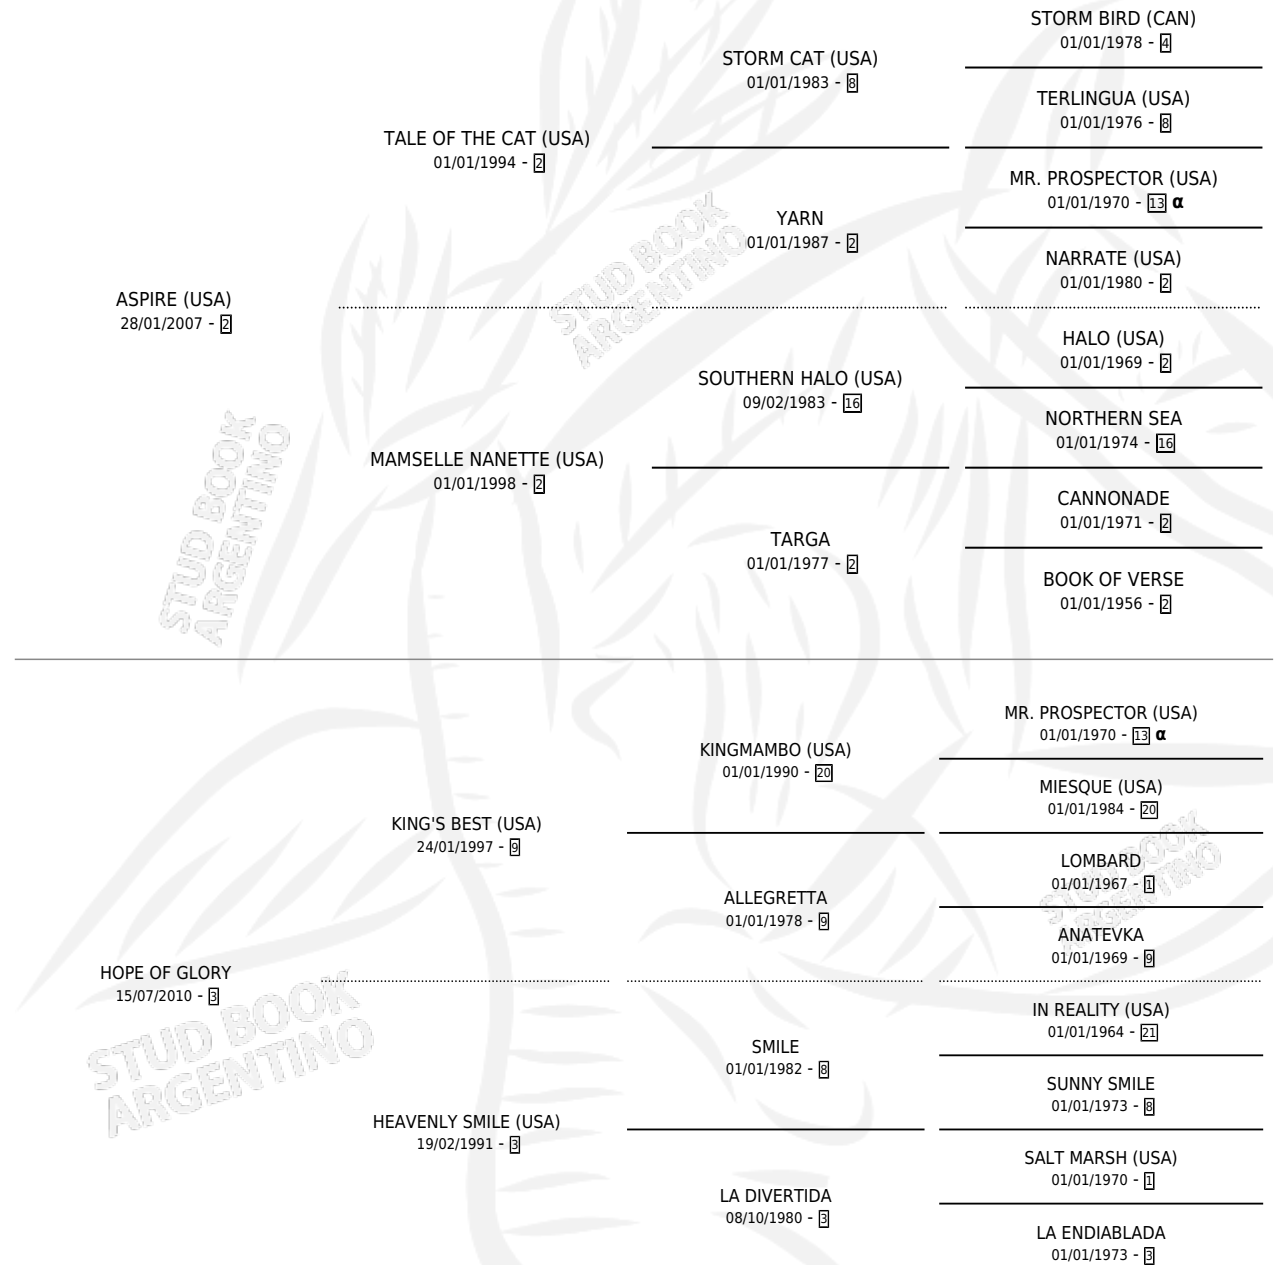 STORM BIRD (CAN)
01/01/1978 - 4
STORM CAT (USA)
01/01/1983 - 8
TERLINGUA (USA)
01/01/1976 - 8
TALE OF THE CAT (USA)
01/01/1994 - 2
MR. PROSPECTOR (USA)
01/01/1970 - 13 α
YARN
01/01/1987 - 2
NARRATE (USA)
01/01/1980 - 2
STUD BOOK
ARGENTINO
ASPIRE (USA)
28/01/2007 - 2
HALO (USA)
01/01/1969 - 2
SOUTHERN HALO (USA)
09/02/1983 - 16
NORTHERN SEA
01/01/1974 - 16
MAMSELLE NANETTE (USA)
01/01/1998 - 2
CANNONADE
01/01/1971 - 2
TARGA
01/01/1977 - 2
BOOK OF VERSE
01/01/1956 - 2
STUD BOOK
ARGENTINO
MR. PROSPECTOR (USA)
01/01/1970 - 13 α
KINGMAMBO (USA)
01/01/1990 - 20
MIESQUE (USA)
01/01/1984 - 20
KING'S BEST (USA)
24/01/1997 - 9
LOMBARD
01/01/1967 - 1
ALLEGRETTA
01/01/1978 - 9
ANATEVKA
01/01/1969 - 9
STUD BOOK
ARGENTINO
HOPE OF GLORY
15/07/2010 - 3
IN REALITY (USA)
01/01/1964 - 21
SMILE
01/01/1982 - 8
SUNNY SMILE
01/01/1973 - 8
STUD BOOK
ARGENTINO
HEAVENLY SMILE (USA)
19/02/1991 - 3
SALT MARSH (USA)
01/01/1970 - 1
LA DIVERTIDA
08/10/1980 - 3
LA ENDIABLADA
01/01/1973 - 3